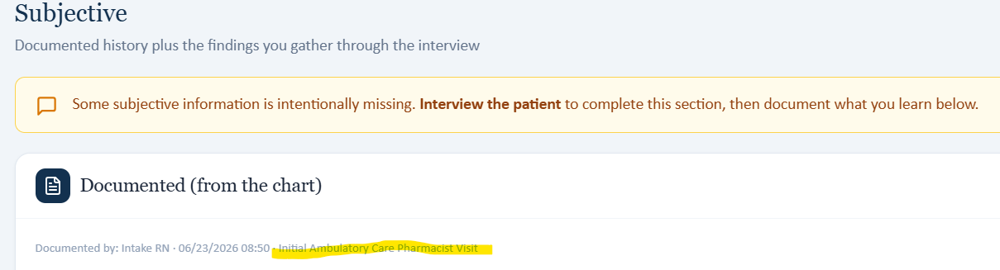 Subjective
Documented history plus the findings you gather through the interview
Some subjective information is intentionally missing. Interview the patient to complete this section, then document what you learn below.
Documented (from the chart)
Documented by: Intake RN · 06/23/2026 08:50 · Initial Ambulatory Care Pharmacist Visit